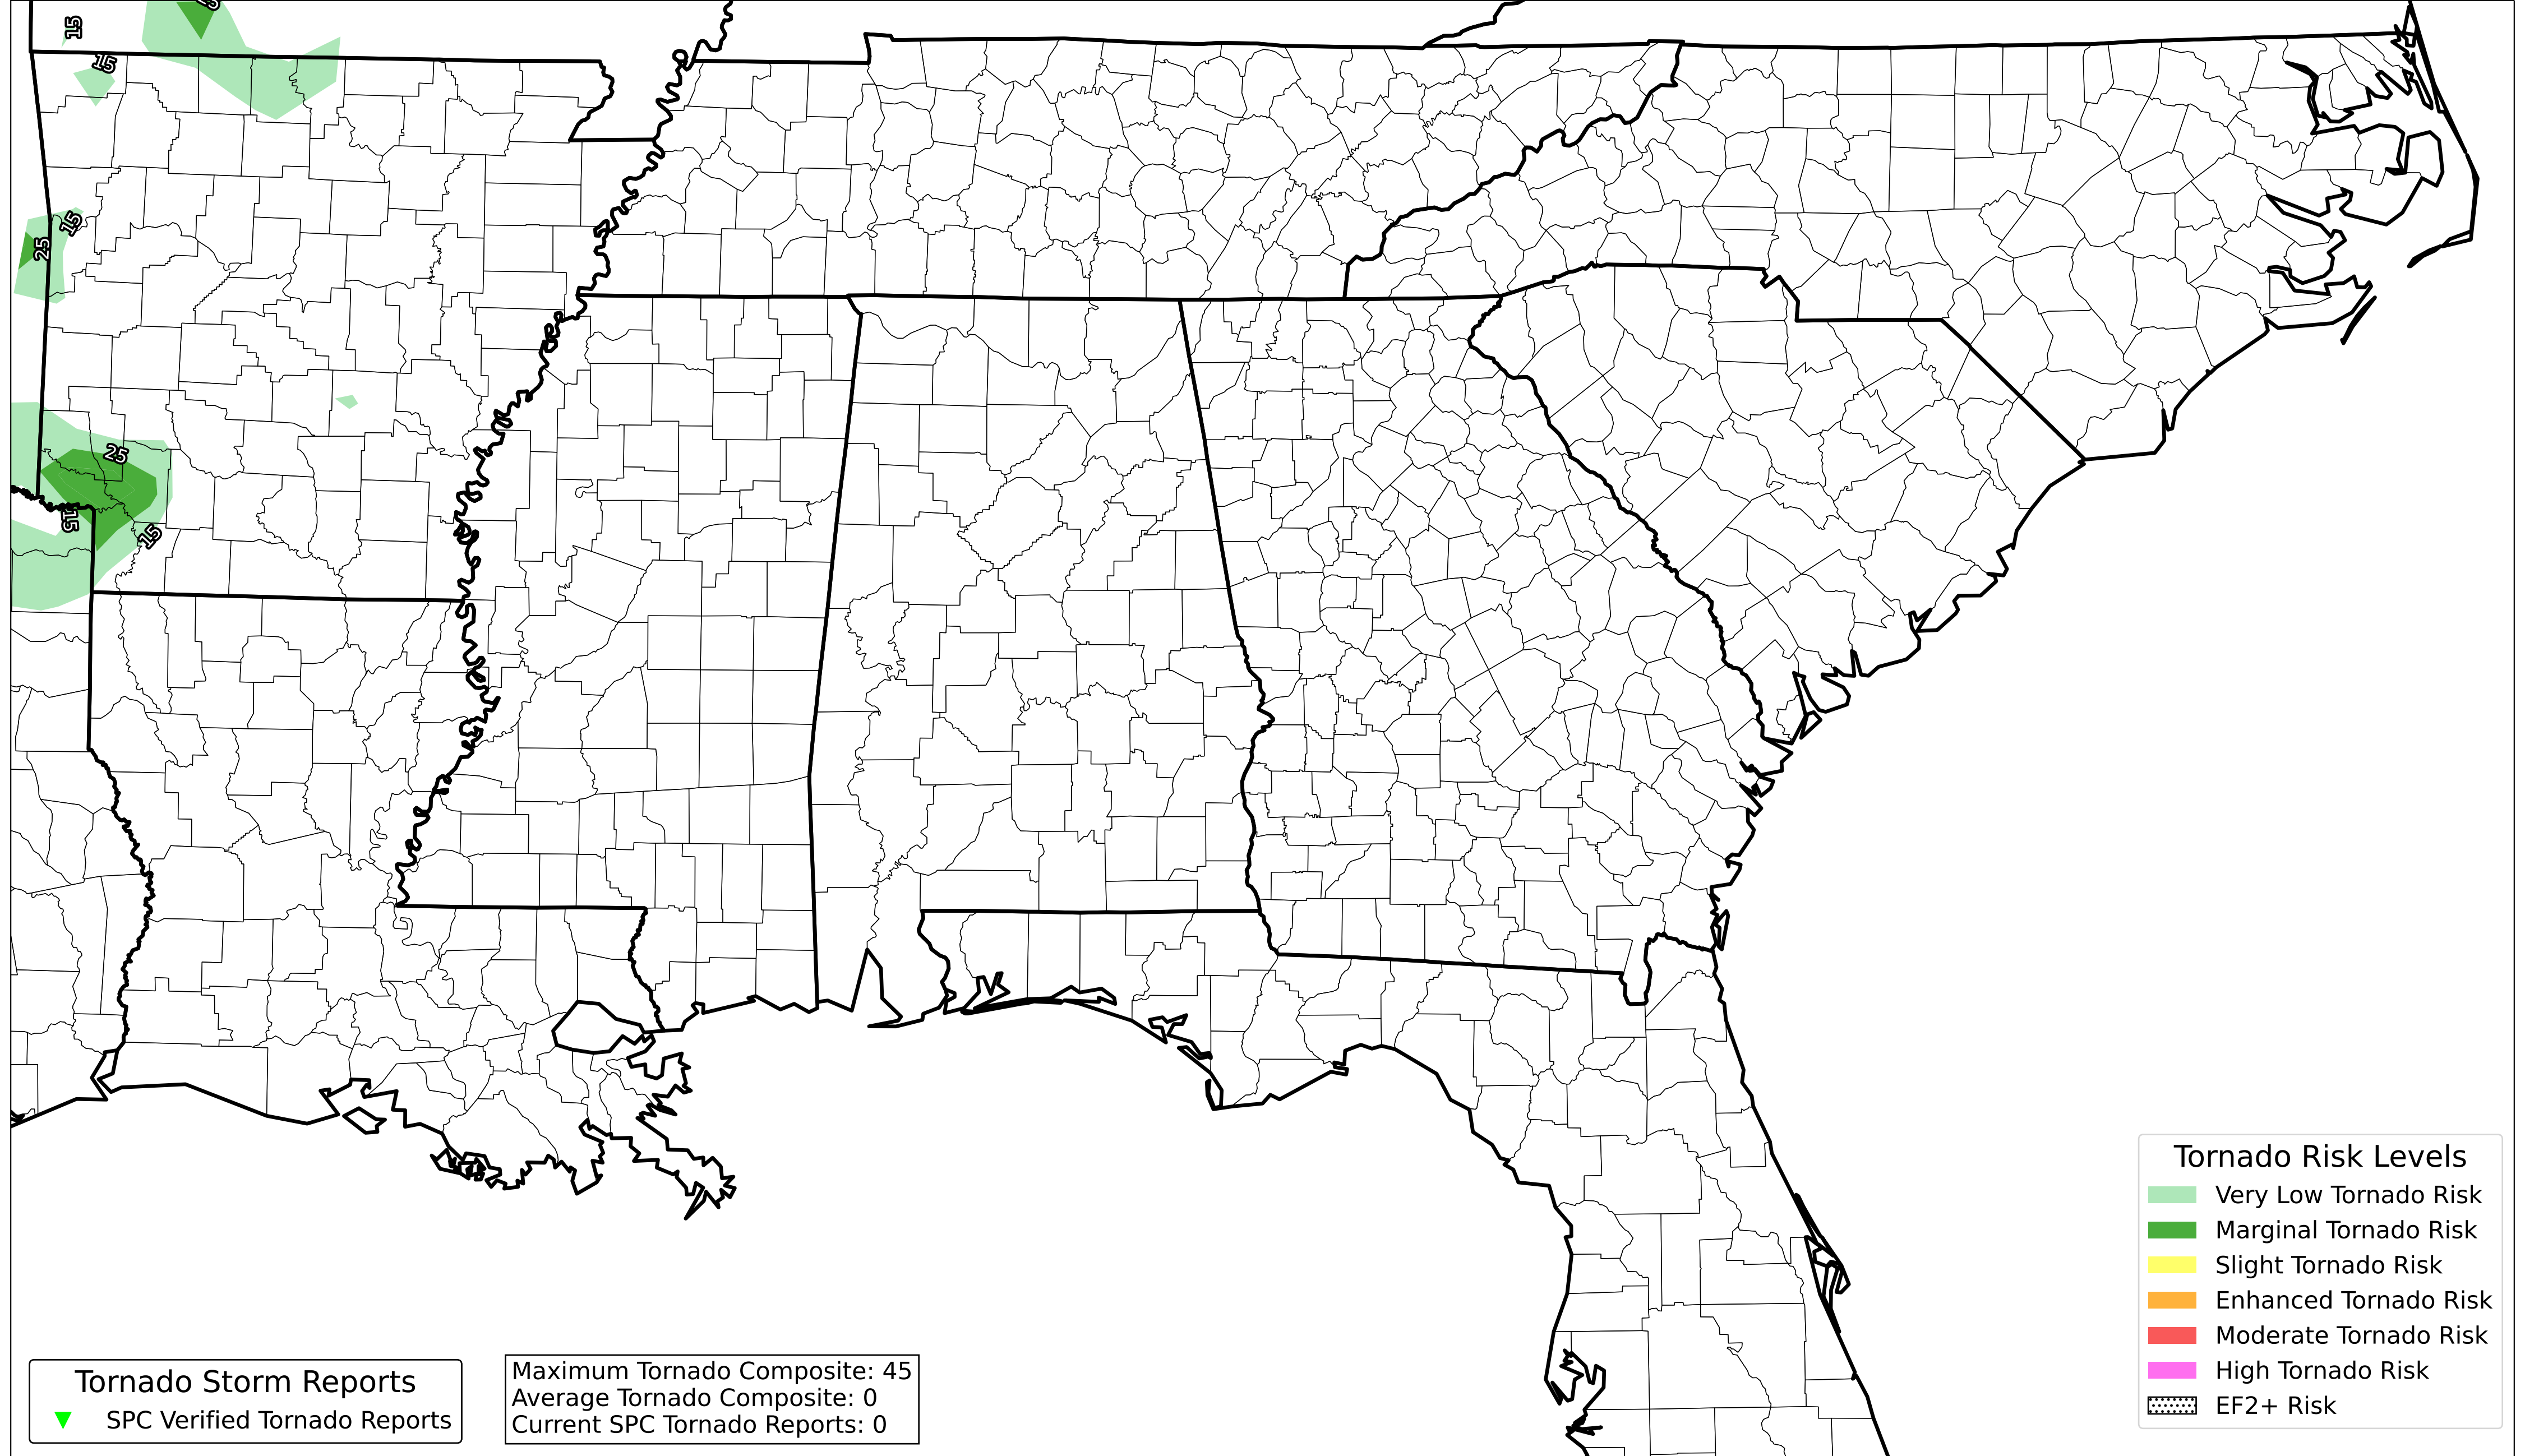 15
15
15
25
25
15
15
Tornado Storm Reports
SPC Verified Tornado Reports
Maximum Tornado Composite: 45
Average Tornado Composite: 0
Current SPC Tornado Reports: 0
Tornado Risk Levels
Very Low Tornado Risk
Marginal Tornado Risk
Slight Tornado Risk
Enhanced Tornado Risk
Moderate Tornado Risk
High Tornado Risk
EF2+ Risk